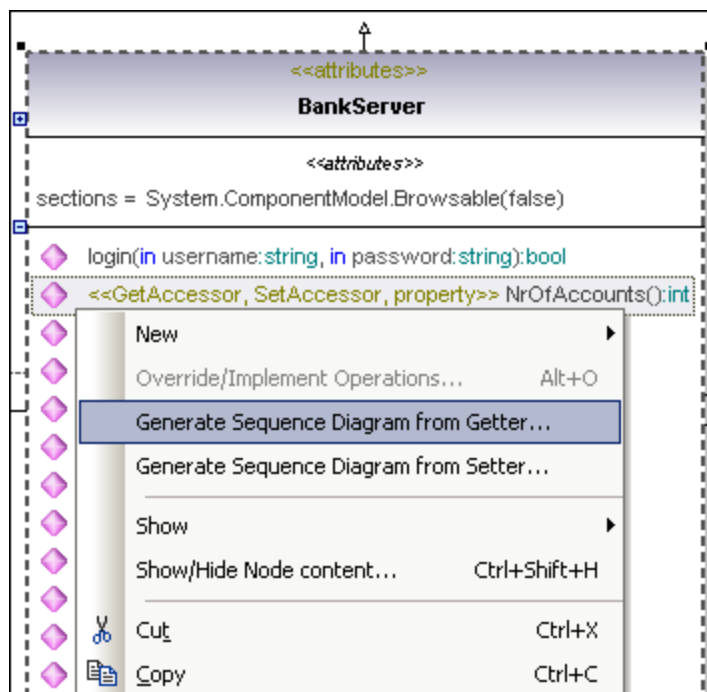 <<attributes>>
BankServer
<<attributes>>
sections = System.ComponentModel.Browsable(false)
login(in username:string, in password:string):bool
<<GetAccessor, SetAccessor, property>> NrOfAccounts():int
New
Override/Implement Operations... Alt+O
Generate Sequence Diagram from Getter...
Generate Sequence Diagram from Setter...
Show
Show/Hide Node content... Ctrl+Shift+H
Cut Ctrl+X
Copy Ctrl+C